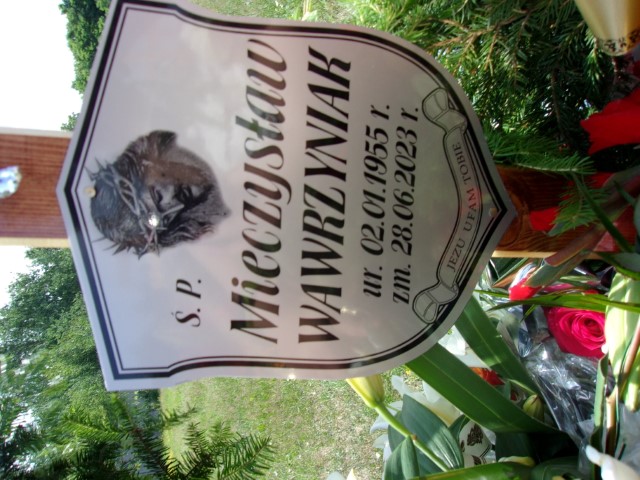 Ś. P.
Mieczysław
WAWRZYNIAK
ur. 02.01.1955 r.
zm. 28.06.2023 r.
JEZU UFAM TOBIE